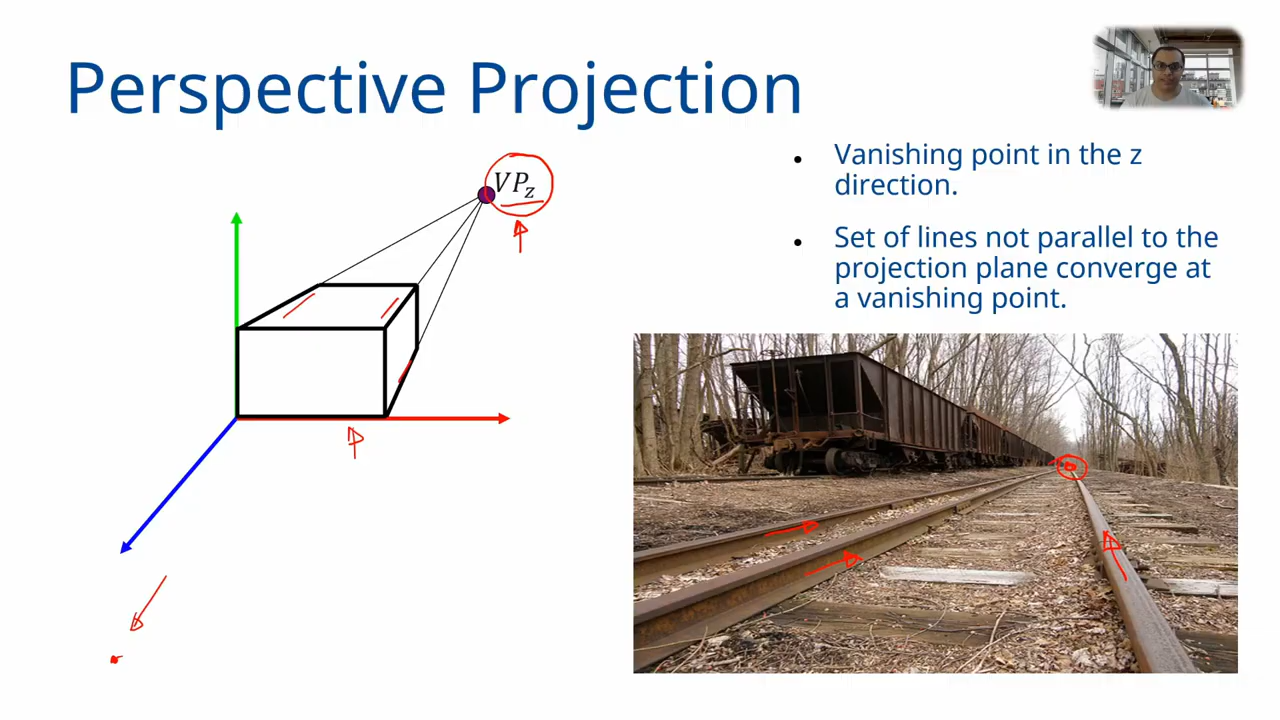 Perspective Projection
VPz
Vanishing point in the z
direction.
Set of lines not parallel to the
projection plane converge at
a vanishing point.